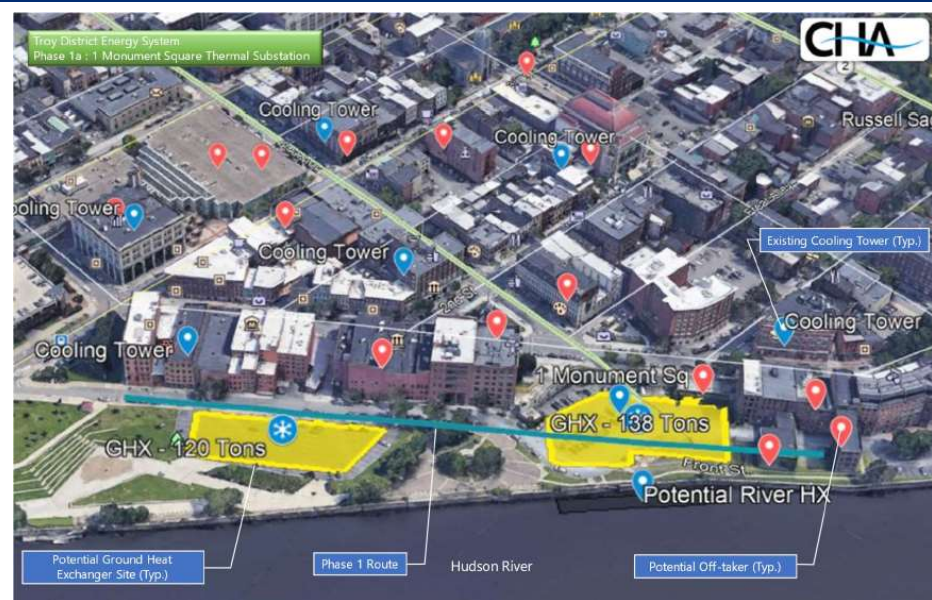 Troy District Energy System
Phase 1a : 1 Monument Square Thermal Substation
CHA
2
Cooling Tower
Cooling Tower
Russell Sag
ooling Tower
Existing Cooling Tower (Typ.)
Cooling Tower
2nd St
Cooling Tower
Cooling Tower
1 Monument Sq
GHX - 138 Tons
GHX - 120 Tons
Front St
Potential River HX
Potential Ground Heat
Exchanger Site (Typ.)
Phase 1 Route
Hudson River
Potential Off-taker (Typ.)